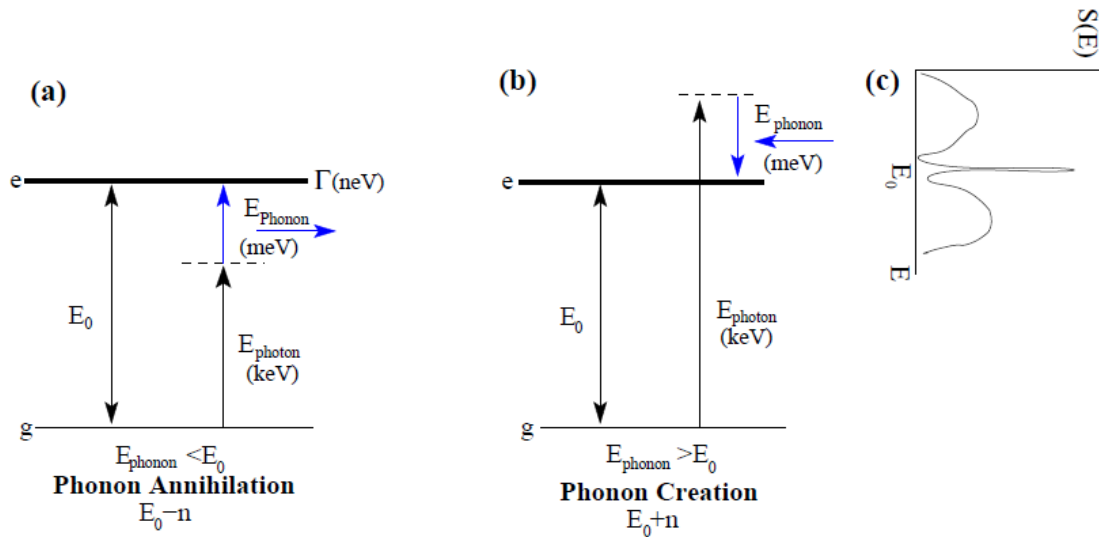 (a)
e
Γ(neV)
E_Phonon
(meV)
E_0
E_photon
(keV)
g
E_phonon <E_0
Phonon Annihilation
E_0−n
(b)
E_phonon
(meV)
e
E_0
E_photon
(keV)
g
E_phonon >E_0
Phonon Creation
E_0+n
(c)
S(E)
E_0
E